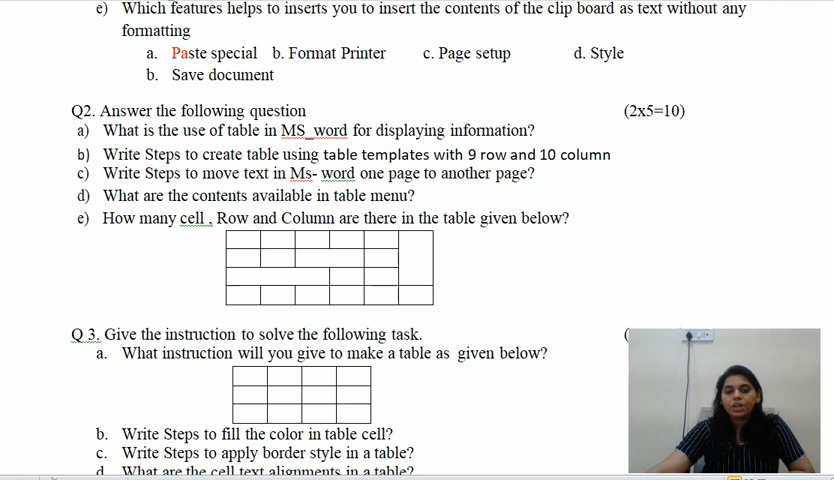 e) Which features helps to inserts you to insert the contents of the clip board as text without any
formatting
a. Paste special b. Format Printer c. Page setup d. Style
b. Save document
Q2. Answer the following question (2x5=10)
a) What is the use of table in MS word for displaying information?
b) Write Steps to create table using table templates with 9 row and 10 column
c) Write Steps to move text in Ms- word one page to another page?
d) What are the contents available in table menu?
e) How many cell , Row and Column are there in the table given below?
Q 3. Give the instruction to solve the following task. (
a. What instruction will you give to make a table as given below?
b. Write Steps to fill the color in table cell?
c. Write Steps to apply border style in a table?
d. What are the cell text alignments in a table?